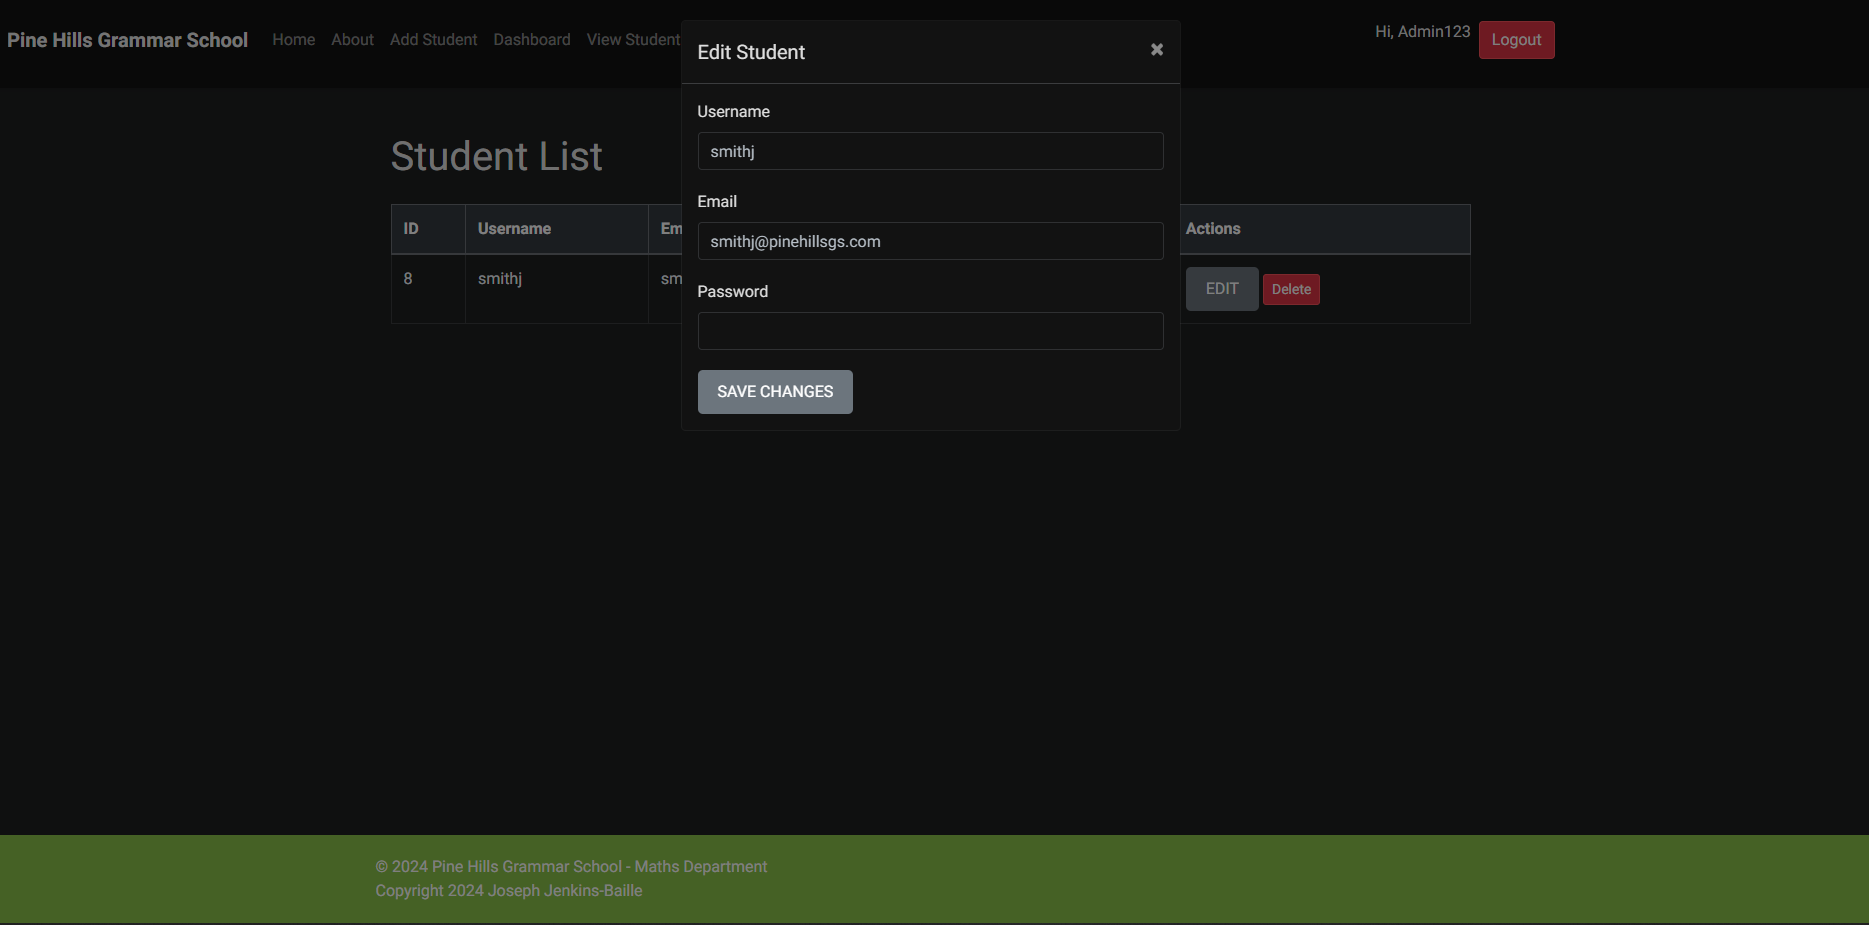 Pine Hills Grammar School Home About Add Student Dashboard View Student
Hi, Admin123 Logout
Edit Student ×
Username
smithj
Email
smithj@pinehillsgs.com
Password
SAVE CHANGES
Student List
ID Username Em Actions
8 smithj sm EDIT Delete
© 2024 Pine Hills Grammar School - Maths Department
Copyright 2024 Joseph Jenkins-Baille